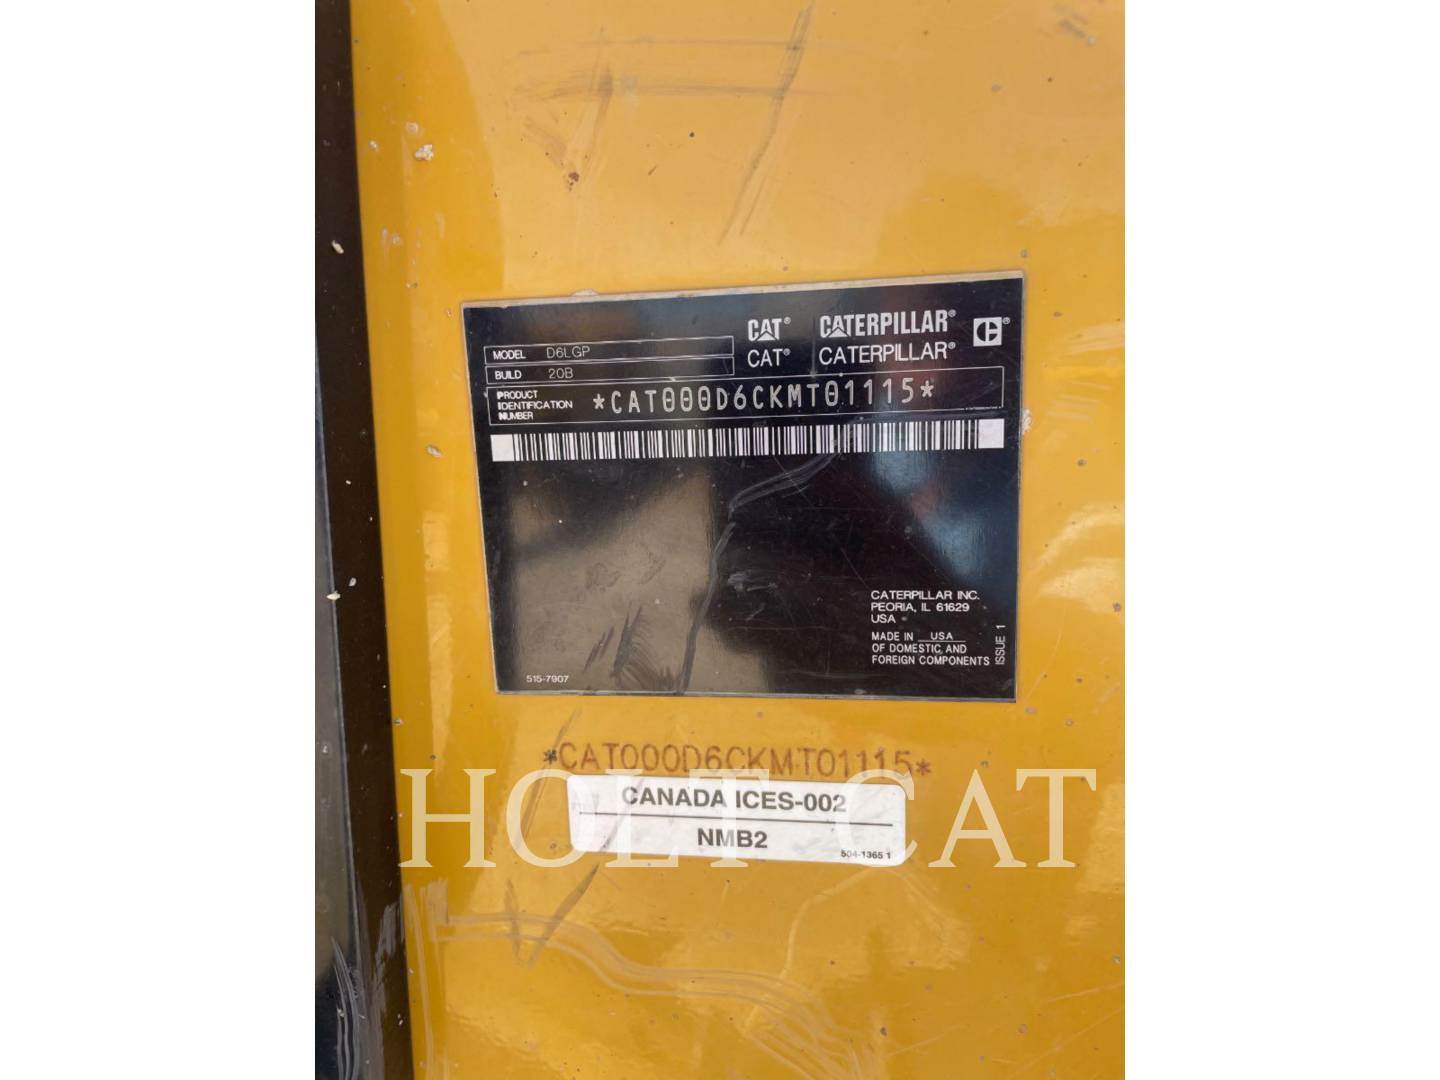 CAT® CATERPILLAR® C®
CAT® CATERPILLAR®
MODEL D6LGP
BUILD 20B
PRODUCT
IDENTIFICATION
NUMBER
*CAT000D6CKMT01115*
CATERPILLAR INC.
PEORIA, IL 61629
USA
MADE IN USA
OF DOMESTIC AND
FOREIGN COMPONENTS
ISSUE 1
515-7907
*CAT000D6CKMT01115*
CANADA ICES-002
NMB2
504-1365 1
HOLT CAT